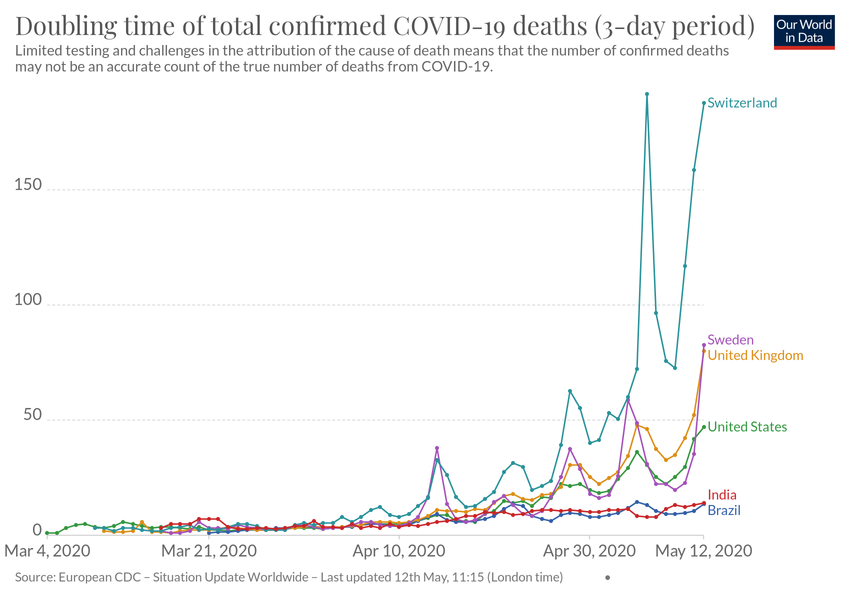 Doubling time of total confirmed COVID-19 deaths (3-day period)
Our World
in Data
Limited testing and challenges in the attribution of the cause of death means that the number of confirmed deaths
may not be an accurate count of the true number of deaths from COVID-19.
Switzerland
150
100
Sweden
United Kingdom
50
United States
India
Brazil
0
Mar 4, 2020 Mar 21, 2020 Apr 10, 2020 Apr 30, 2020 May 12, 2020
Source: European CDC – Situation Update Worldwide – Last updated 12th May, 11:15 (London time) •